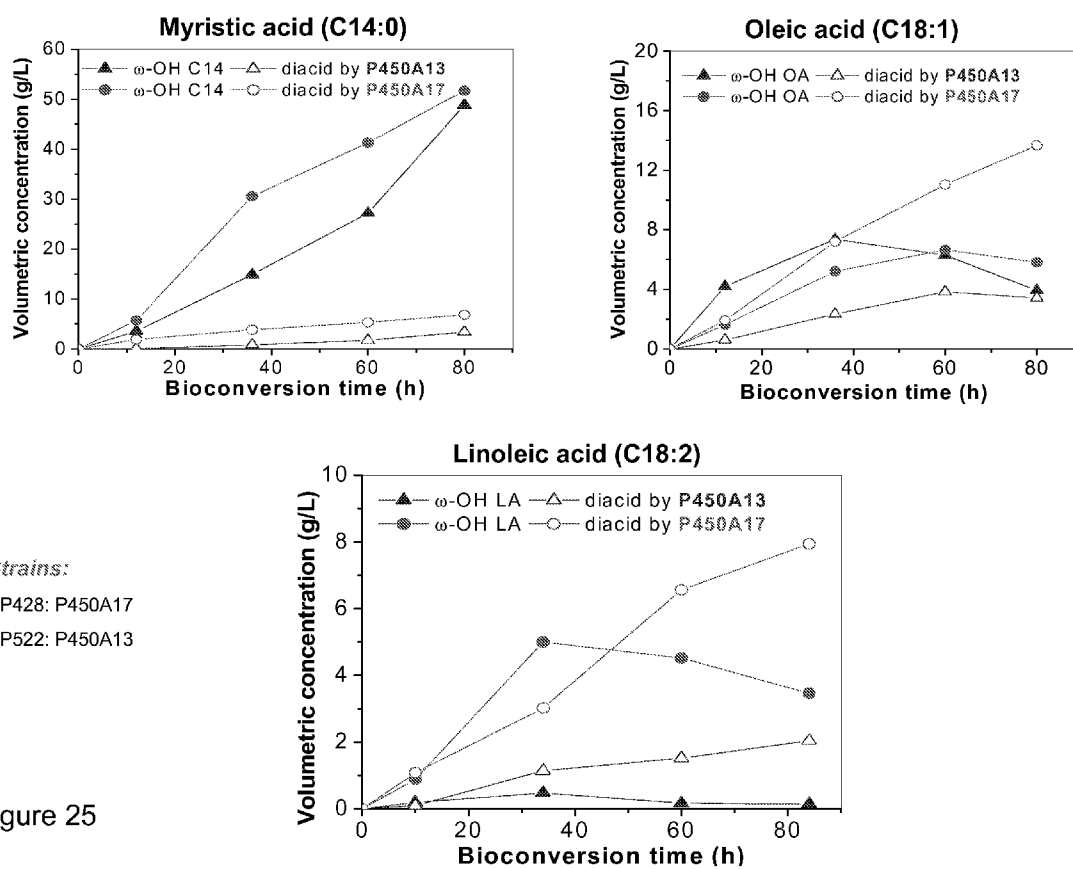 Myristic acid (C14:0)
ω-OH C14 diacid by P450A13
ω-OH C14 diacid by P450A17
Volumetric concentration (g/L)
60
50
40
30
20
10
0
0 20 40 60 80
Bioconversion time (h)
Oleic acid (C18:1)
ω-OH OA diacid by P450A13
ω-OH OA diacid by P450A17
Volumetric concentration (g/L)
20
16
12
8
4
0
0 20 40 60 80
Bioconversion time (h)
Linoleic acid (C18:2)
ω-OH LA diacid by P450A13
ω-OH LA diacid by P450A17
Volumetric concentration (g/L)
10
8
6
4
2
0
0 20 40 60 80
Bioconversion time (h)
trains:
P428: P450A17
P522: P450A13
gure 25